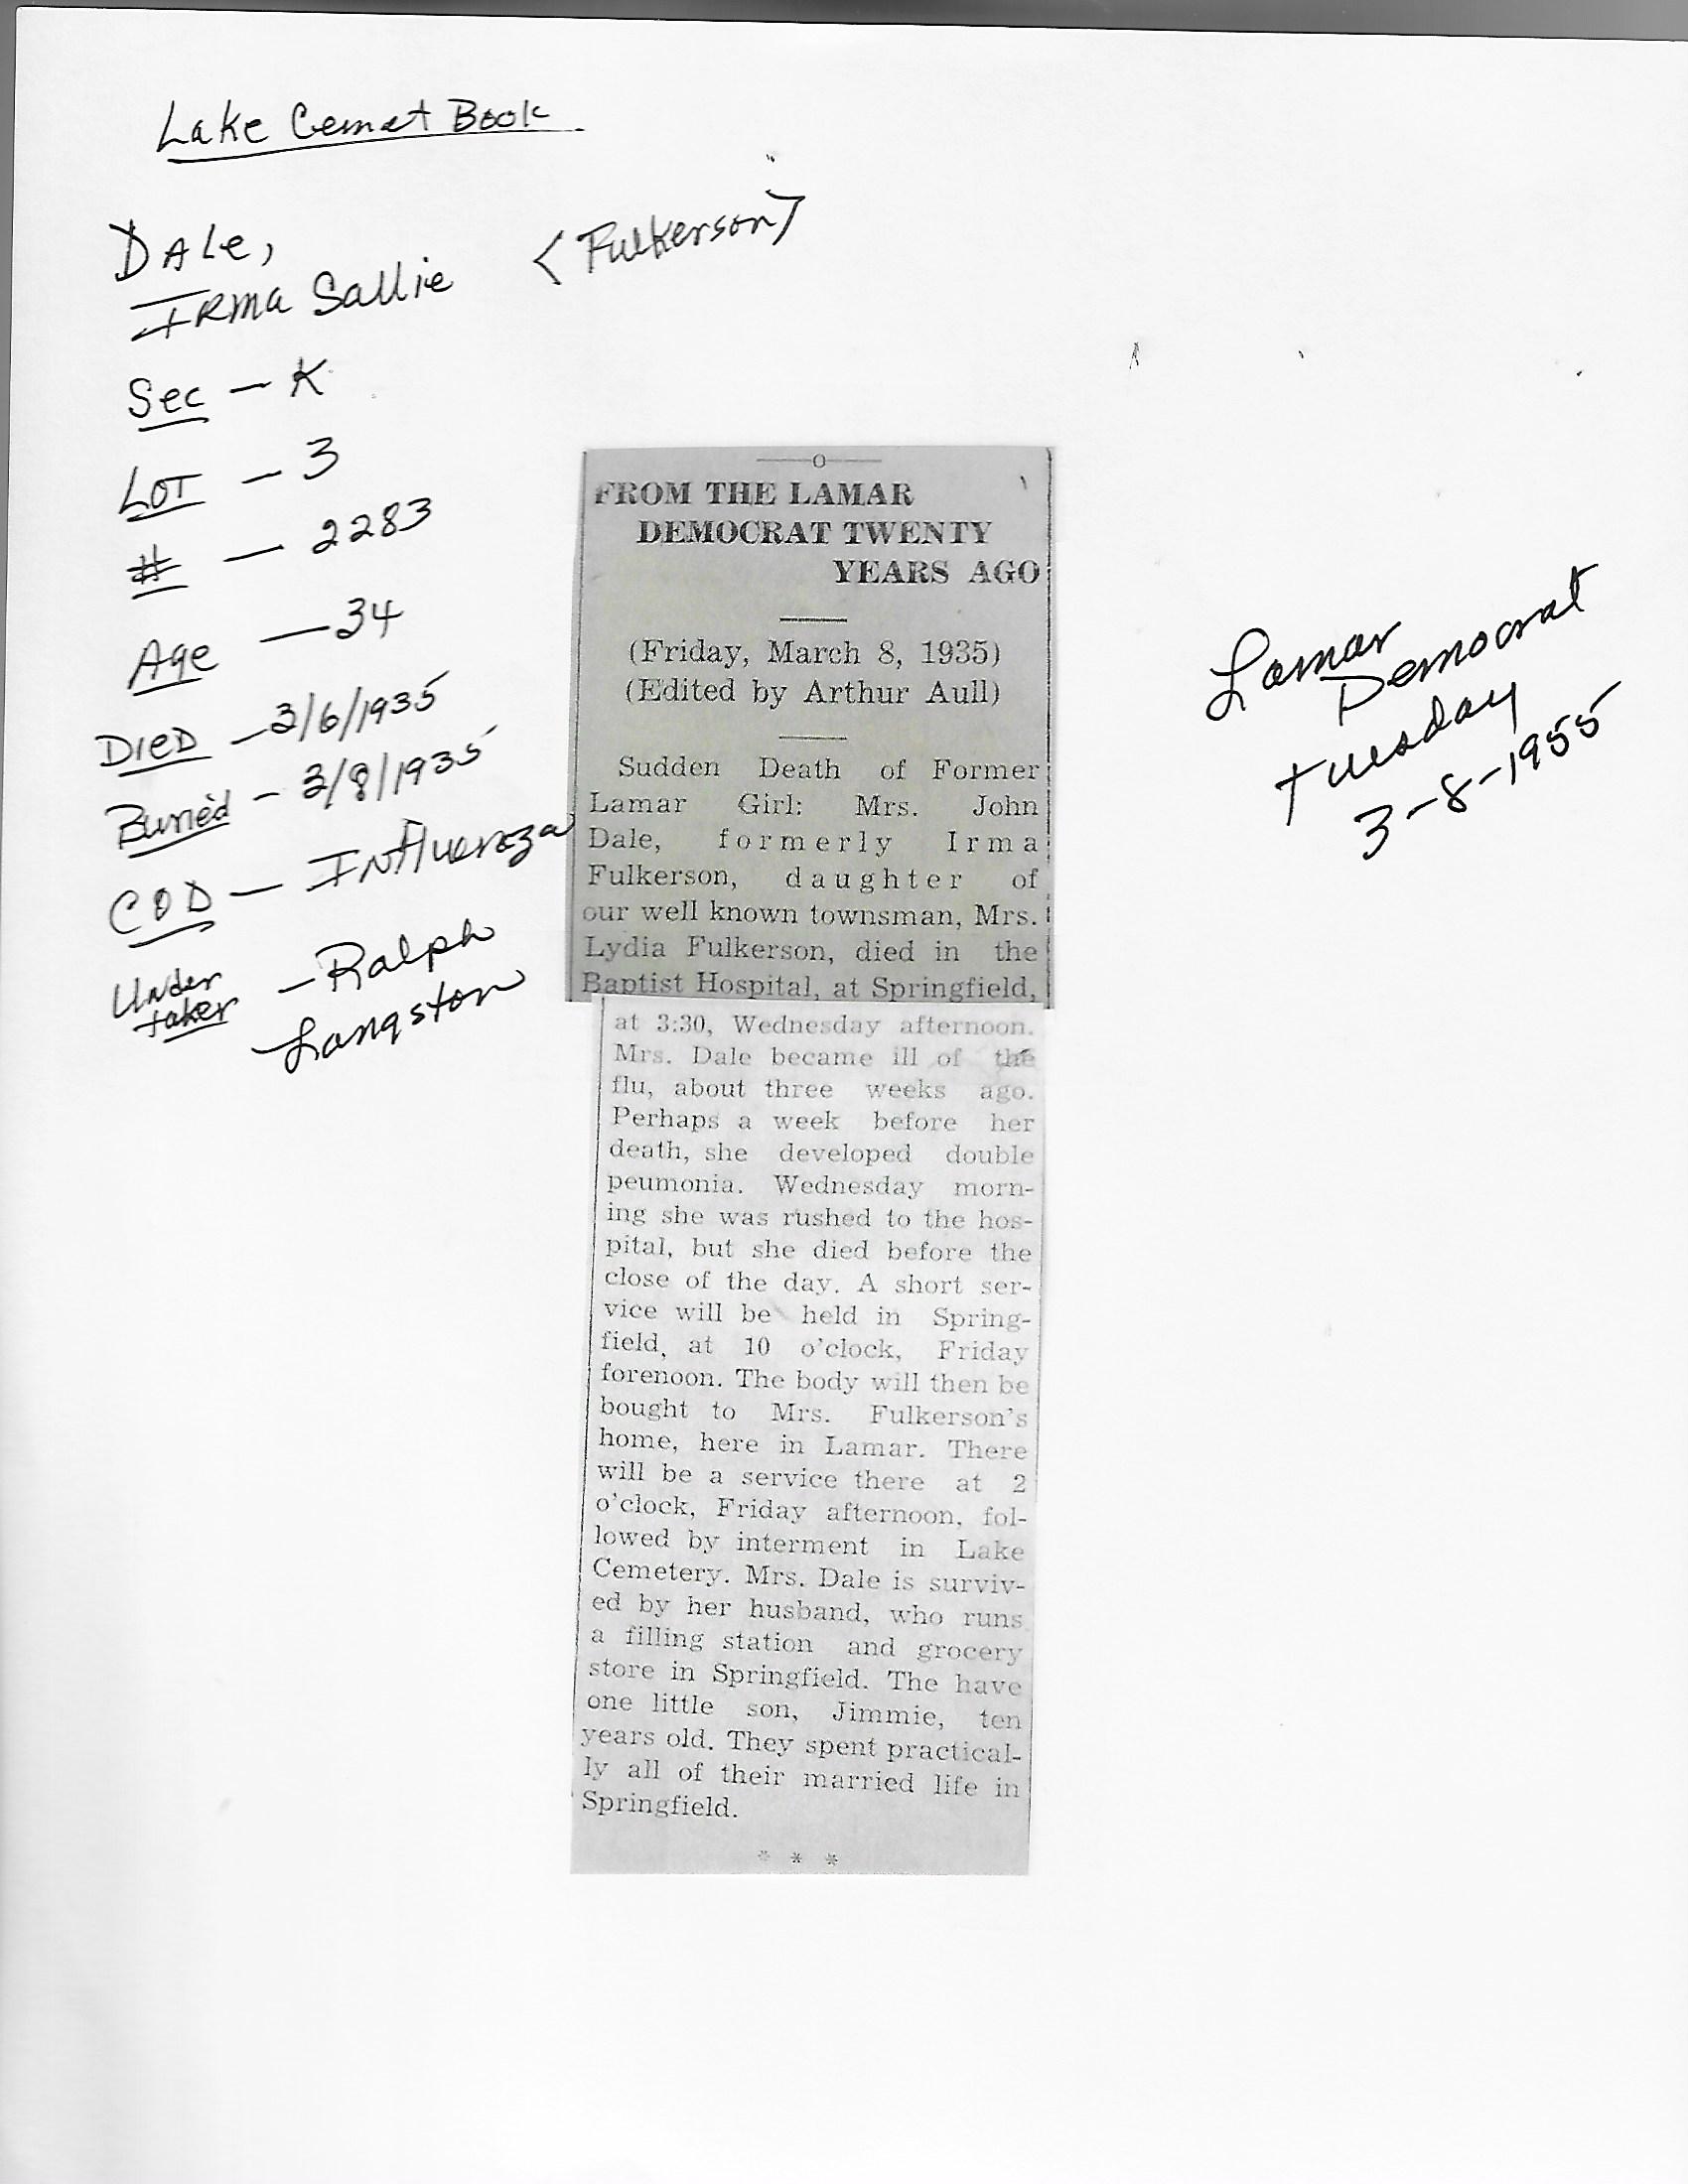 Lake Cemet Book
Dale,
Irma Sallie <Fulkerson>
Sec - K
Lot - 3
# - 2283
Age - 34
Died - 3/6/1935
Buried - 3/8/1935
COD - Influenza
Under - Ralph
taker Langston
—O—
FROM THE LAMAR
DEMOCRAT TWENTY
YEARS AGO
(Friday, March 8, 1935)
(Edited by Arthur Aull)
Sudden Death of Former
Lamar Girl: Mrs. John
Dale, formerly Irma
Fulkerson, daughter of
our well known townsman, Mrs.
Lydia Fulkerson, died in the
Baptist Hospital, at Springfield,
at 3:30, Wednesday afternoon.
Mrs. Dale became ill of the
flu, about three weeks ago.
Perhaps a week before her
death, she developed double
peumonia. Wednesday morn-
ing she was rushed to the hos-
pital, but she died before the
close of the day. A short ser-
vice will be held in Spring-
field, at 10 o'clock, Friday
forenoon. The body will then be
bought to Mrs. Fulkerson's
home, here in Lamar. There
will be a service there at 2
o'clock, Friday afternoon, fol-
lowed by interment in Lake
Cemetery. Mrs. Dale is surviv-
ed by her husband, who runs
a filling station and grocery
store in Springfield. The have
one little son, Jimmie, ten
years old. They spent practical-
ly all of their married life in
Springfield.
* * *
Lamar
Democrat
Tuesday
3-8-1955